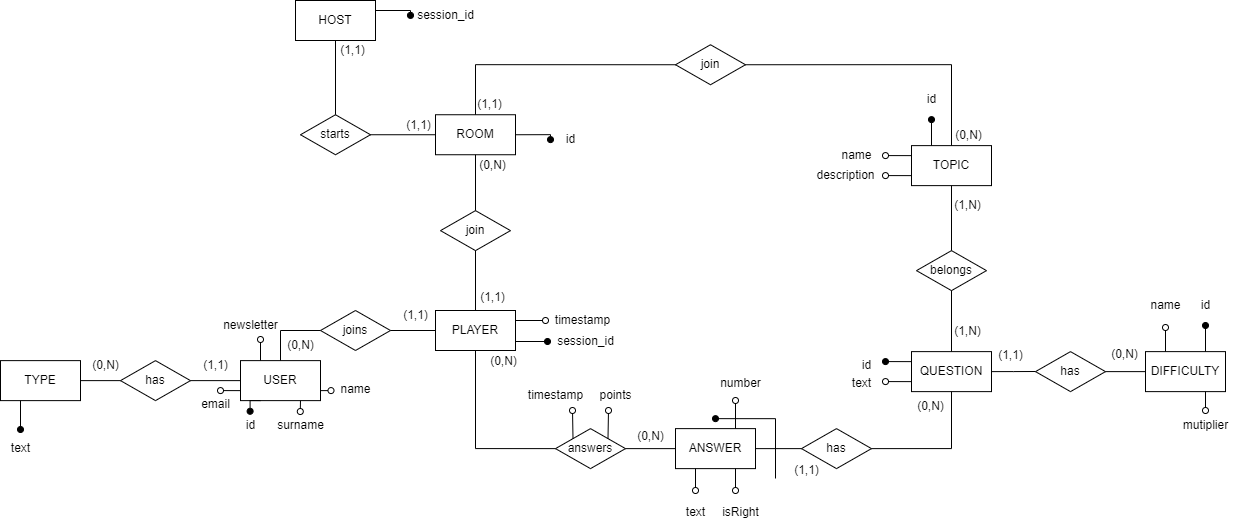 HOST
session_id
(1,1)
join
starts
(1,1)
(1,1)
ROOM
id
id
(0,N)
(0,N)
name
TOPIC
description
(1,N)
join
belongs
(1,1)
name
id
newsletter
joins
(1,1)
PLAYER
timestamp
session_id
(1,N)
(0,N)
(0,N)
(0,N)
(1,1)
(1,1)
(0,N)
TYPE
has
USER
name
email
id
surname
text
id
text
QUESTION
has
DIFFICULTY
(0,N)
mutiplier
number
timestamp
points
answers
(0,N)
ANSWER
has
(1,1)
text
isRight